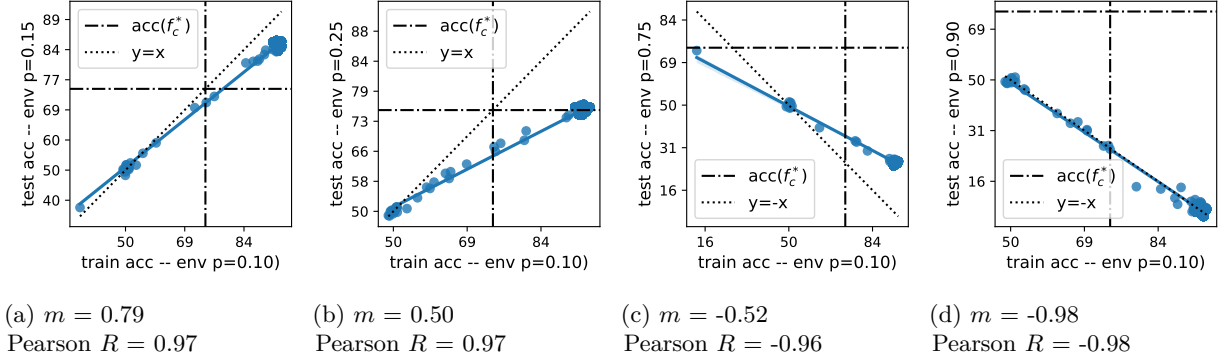 89
84
77
69
60
50
40
50
69
84
test acc -- env p=0.15
train acc -- env p=0.10)
acc(f_c^*)
y=x
88
80
73
66
58
50
50
69
84
test acc -- env p=0.25
train acc -- env p=0.10)
acc(f_c^*)
y=x
84
69
50
31
16
16
50
84
test acc -- env p=0.75
train acc -- env p=0.10)
acc(f_c^*)
y=-x
69
50
31
16
50
69
84
test acc -- env p=0.90
train acc -- env p=0.10)
acc(f_c^*)
y=-x
(a) m = 0.79
Pearson R = 0.97
(b) m = 0.50
Pearson R = 0.97
(c) m = -0.52
Pearson R = -0.96
(d) m = -0.98
Pearson R = -0.98